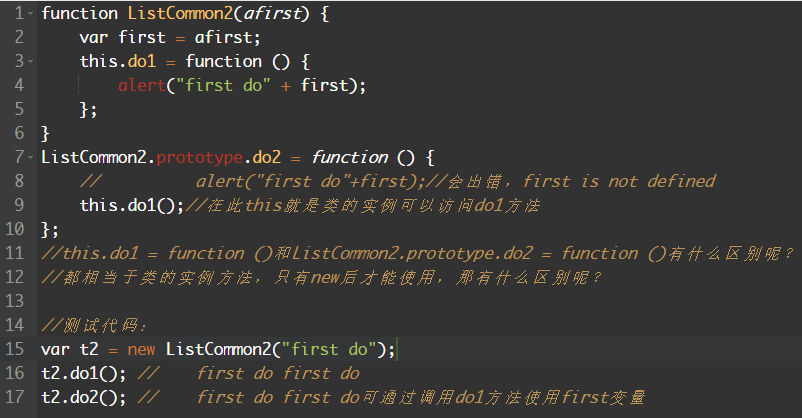 1 function ListCommon2(afirst) {
2     var first = afirst;
3     this.do1 = function () {
4         alert("first do" + first);
5     };
6 }
7 ListCommon2.prototype.do2 = function () {
8     //          alert("first do"+first);//会出错，first is not defined
9     this.do1();//在此this就是类的实例可以访问do1方法
10 };
11 //this.do1 = function ()和listCommon2.prototype.do2 = function ()有什么区别呢？
12 //都相当于类的实例方法，只有new后才能使用，那有什么区别呢？
13
14 //测试代码：
15 var t2 = new ListCommon2("first do");
16 t2.do1(); //    first do first do
17 t2.do2(); //    first do first do可通过调用do1方法使用first变量